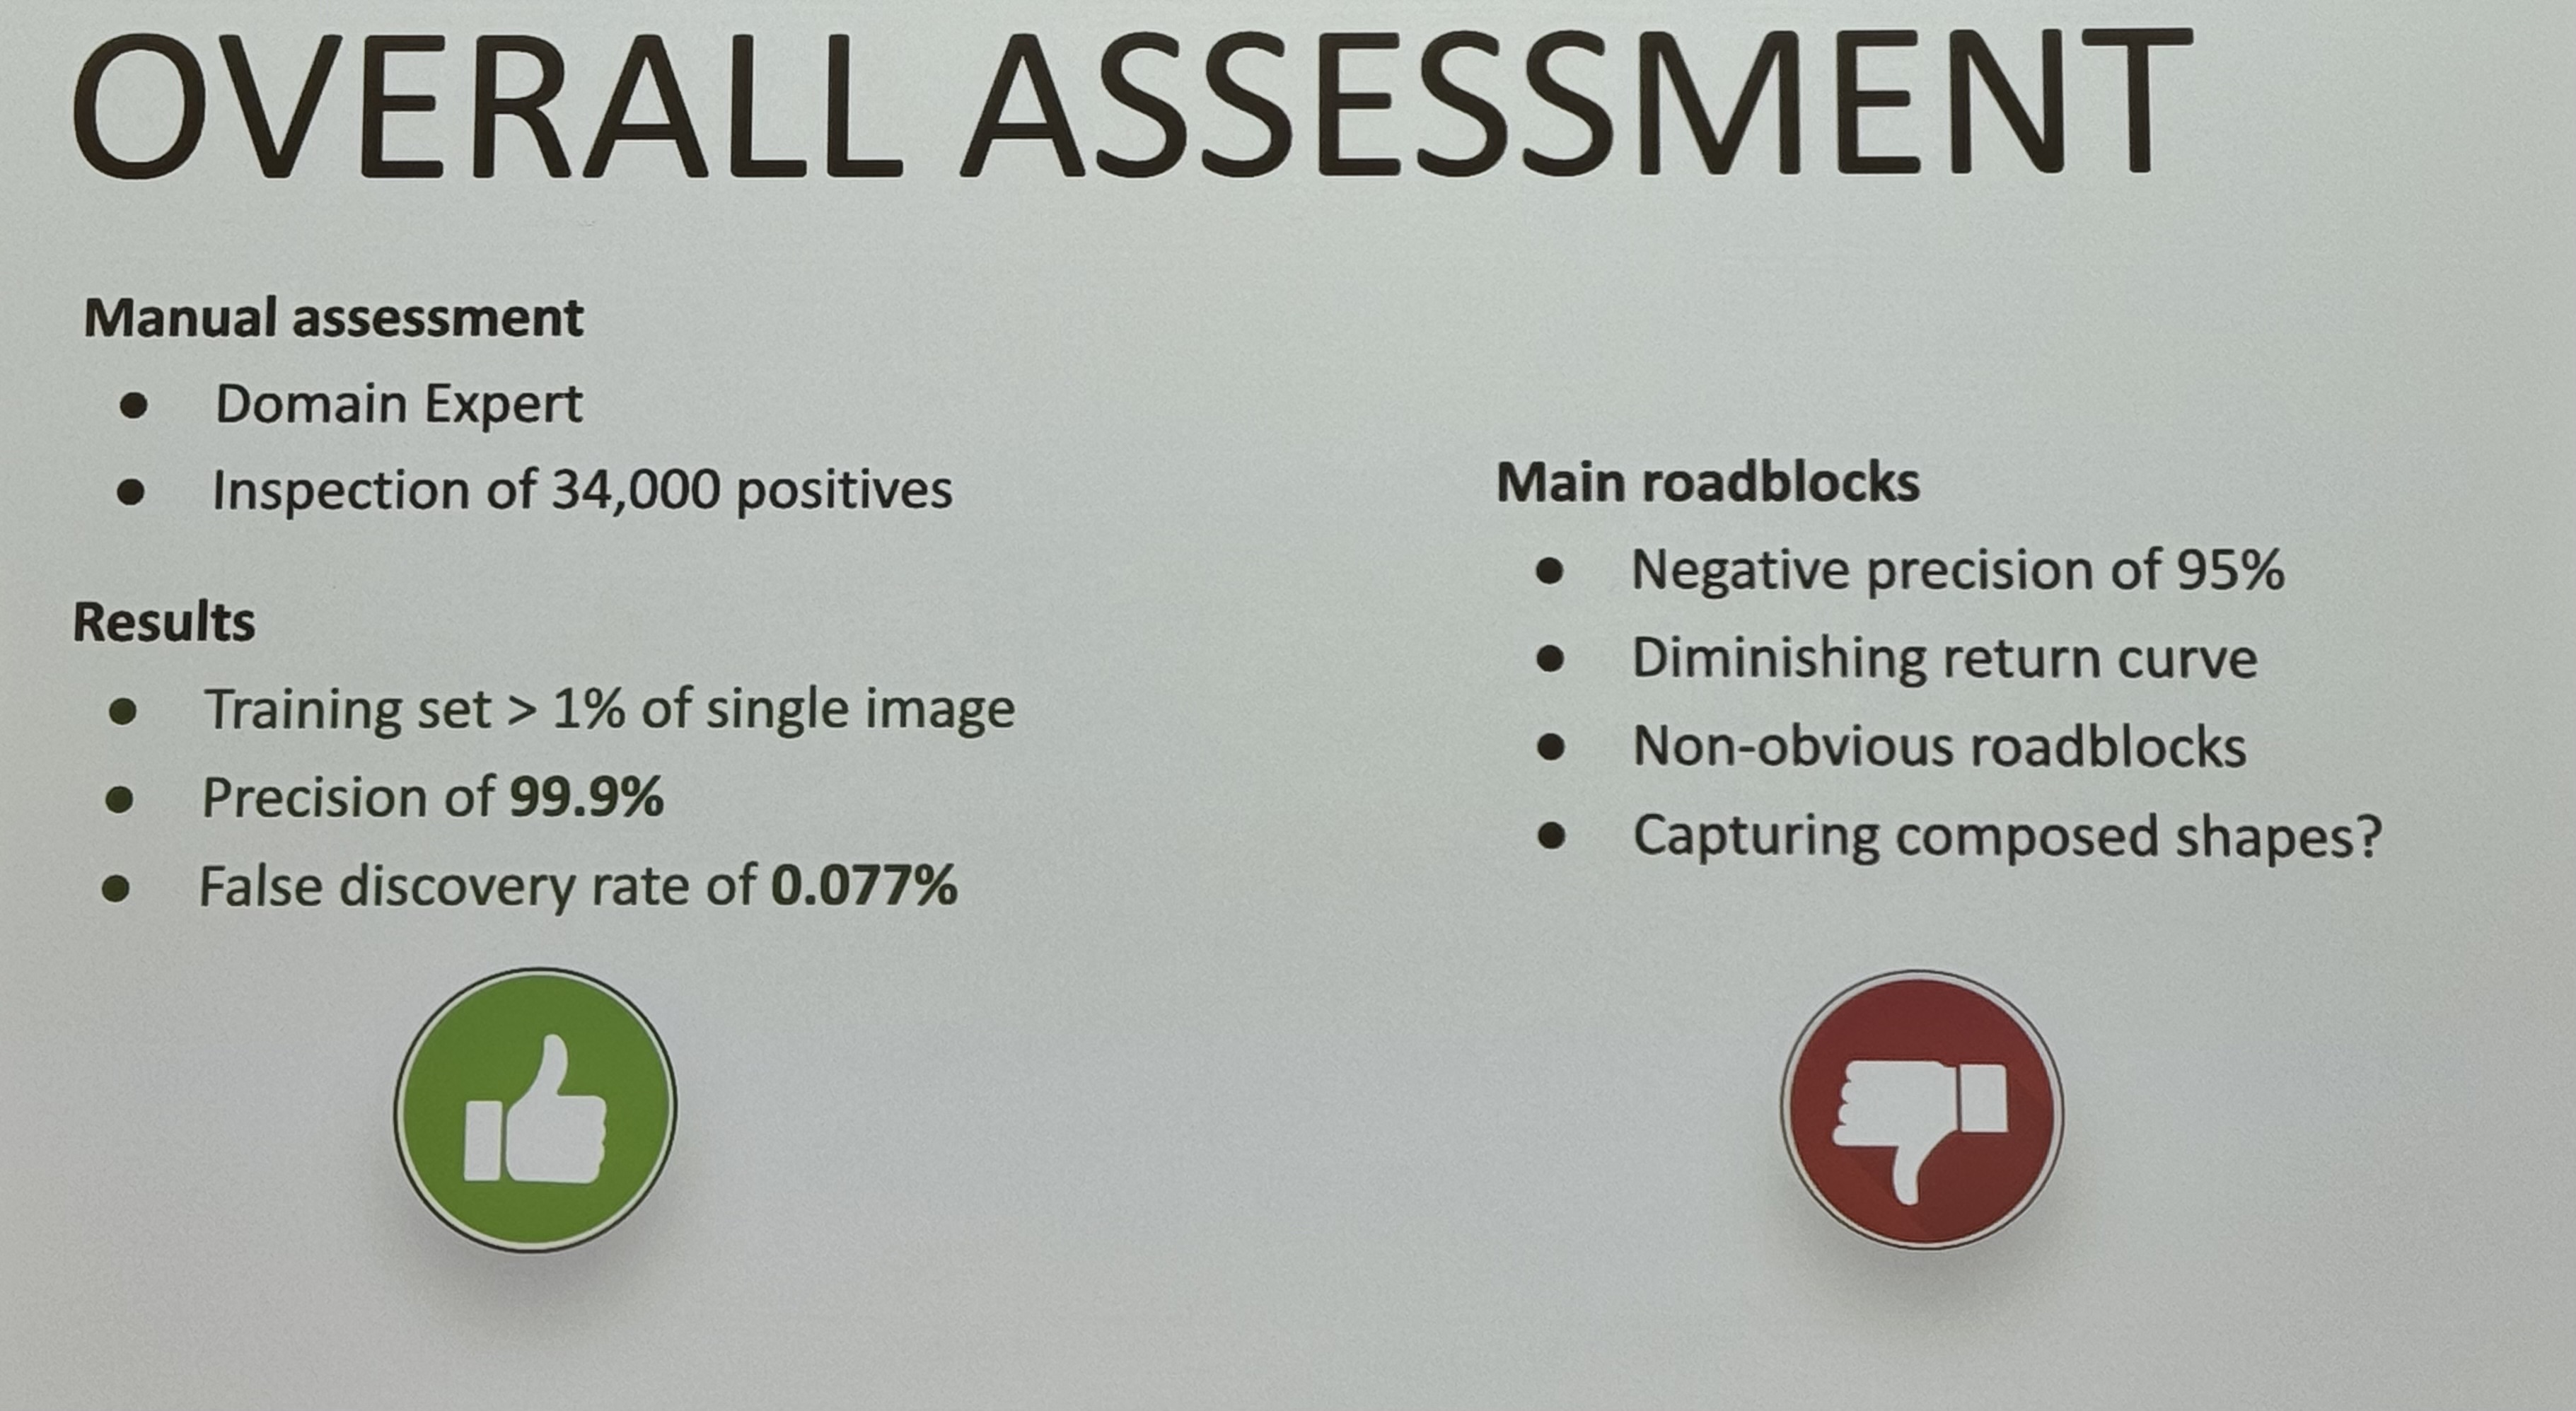 OVERALL ASSESSMENT
Manual assessment
● Domain Expert
● Inspection of 34,000 positives
Results
● Training set > 1% of single image
● Precision of 99.9%
● False discovery rate of 0.077%
Main roadblocks
● Negative precision of 95%
● Diminishing return curve
● Non-obvious roadblocks
● Capturing composed shapes?